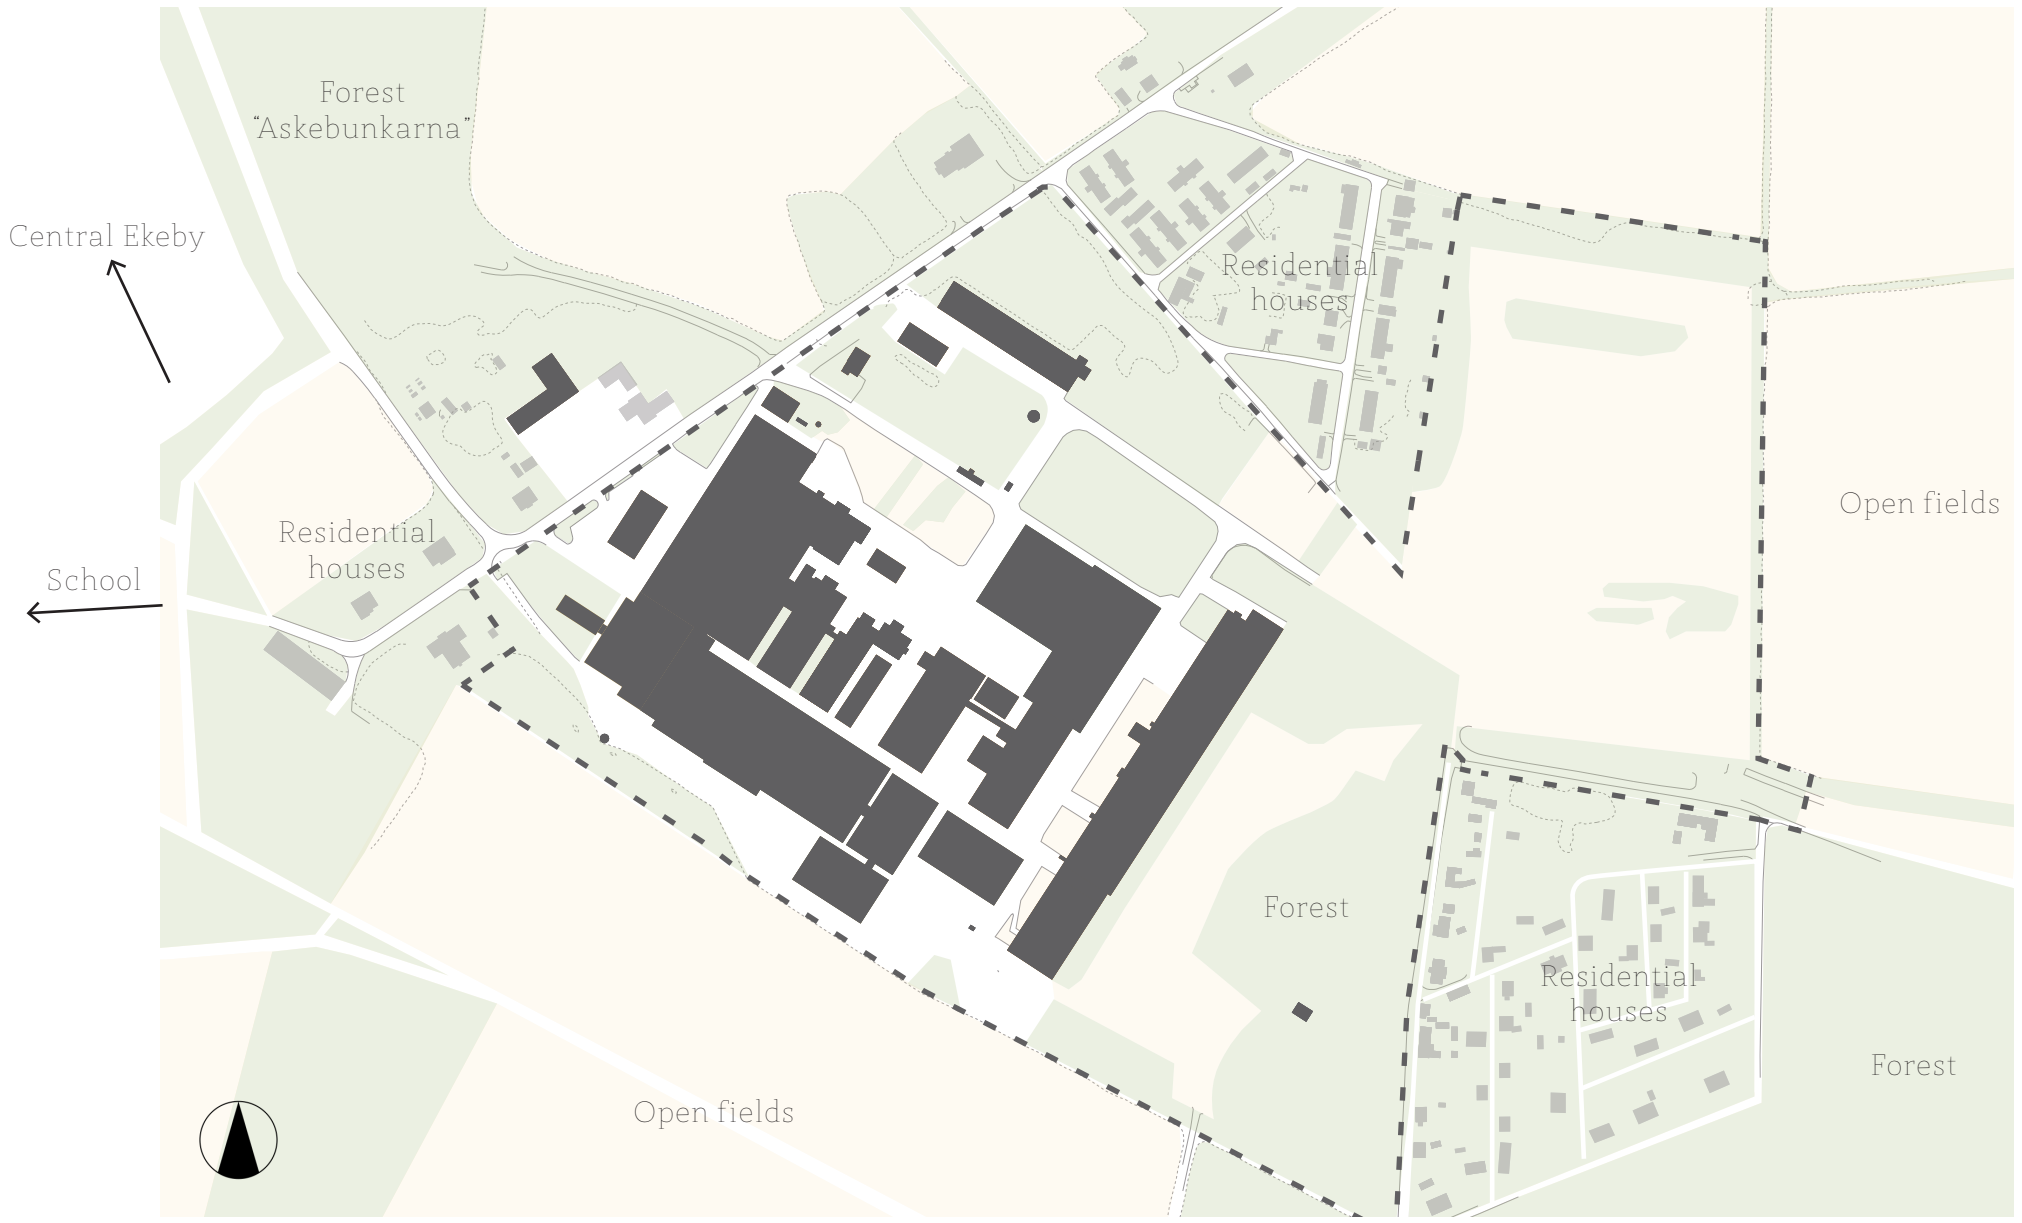 Forest
“Askebunkarna”
Central Ekeby
Residential
houses
Open fields
Residential
houses
School
Forest
Residential
houses
Forest
Open fields